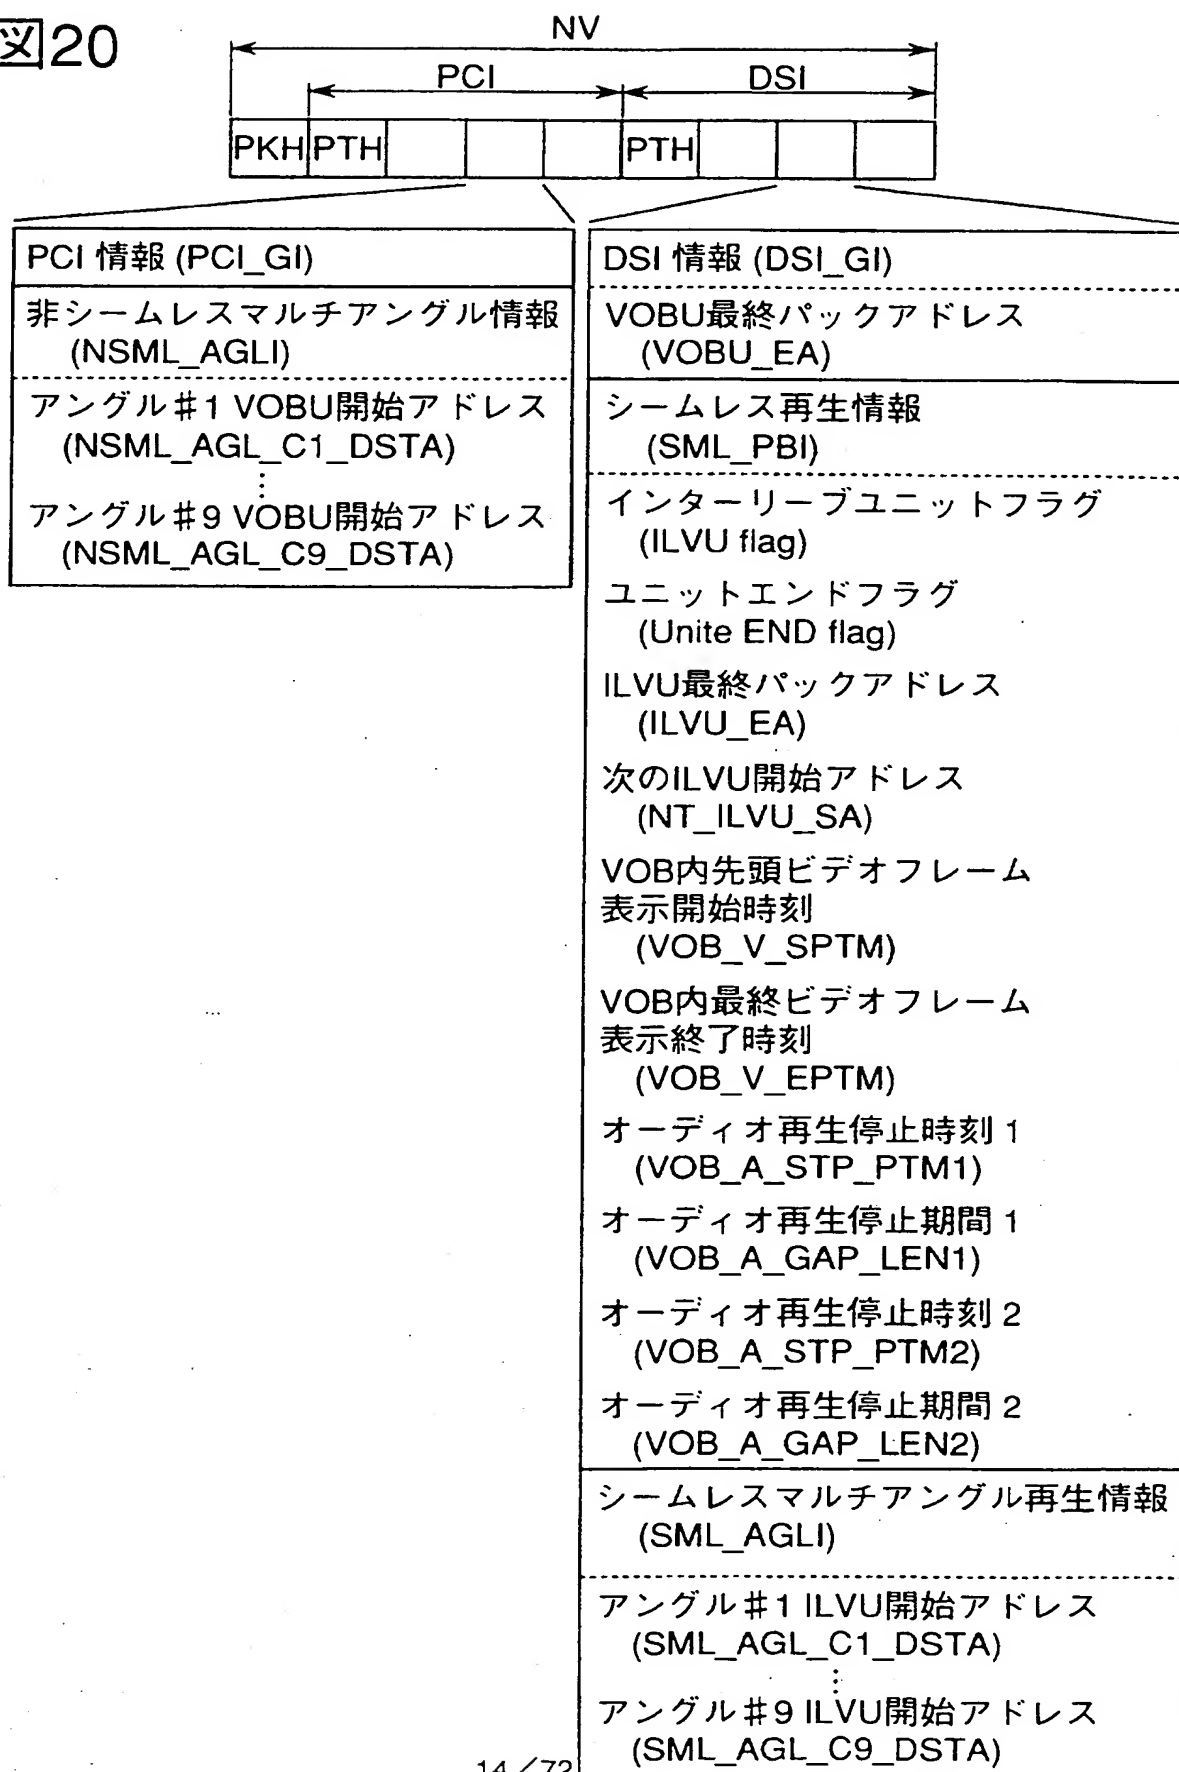 図20
NV
PCI DSI
PKH PTH PTH
PCI 情報 (PCI_GI)
非シームレスマルチアングル情報
(NSML_AGLI)
アングル#1 VOBU開始アドレス
(NSML_AGL_C1_DSTA)
⋮
アングル#9 VOBU開始アドレス
(NSML_AGL_C9_DSTA)
DSI 情報 (DSI_GI)
VOBU最終パックアドレス
(VOBU_EA)
シームレス再生情報
(SML_PBI)
インターリーブユニットフラグ
(ILVU flag)
ユニットエンドフラグ
(Unite END flag)
ILVU最終パックアドレス
(ILVU_EA)
次のILVU開始アドレス
(NT_ILVU_SA)
VOB内先頭ビデオフレーム
表示開始時刻
(VOB_V_SPTM)
VOB内最終ビデオフレーム
表示終了時刻
(VOB_V_EPTM)
オーディオ再生停止時刻 1
(VOB_A_STP_PTM1)
オーディオ再生停止期間 1
(VOB_A_GAP_LEN1)
オーディオ再生停止時刻 2
(VOB_A_STP_PTM2)
オーディオ再生停止期間 2
(VOB_A_GAP_LEN2)
シームレスマルチアングル再生情報
(SML_AGLI)
アングル#1 ILVU開始アドレス
(SML_AGL_C1_DSTA)
⋮
アングル#9 ILVU開始アドレス
(SML_AGL_C9_DSTA)
14/72